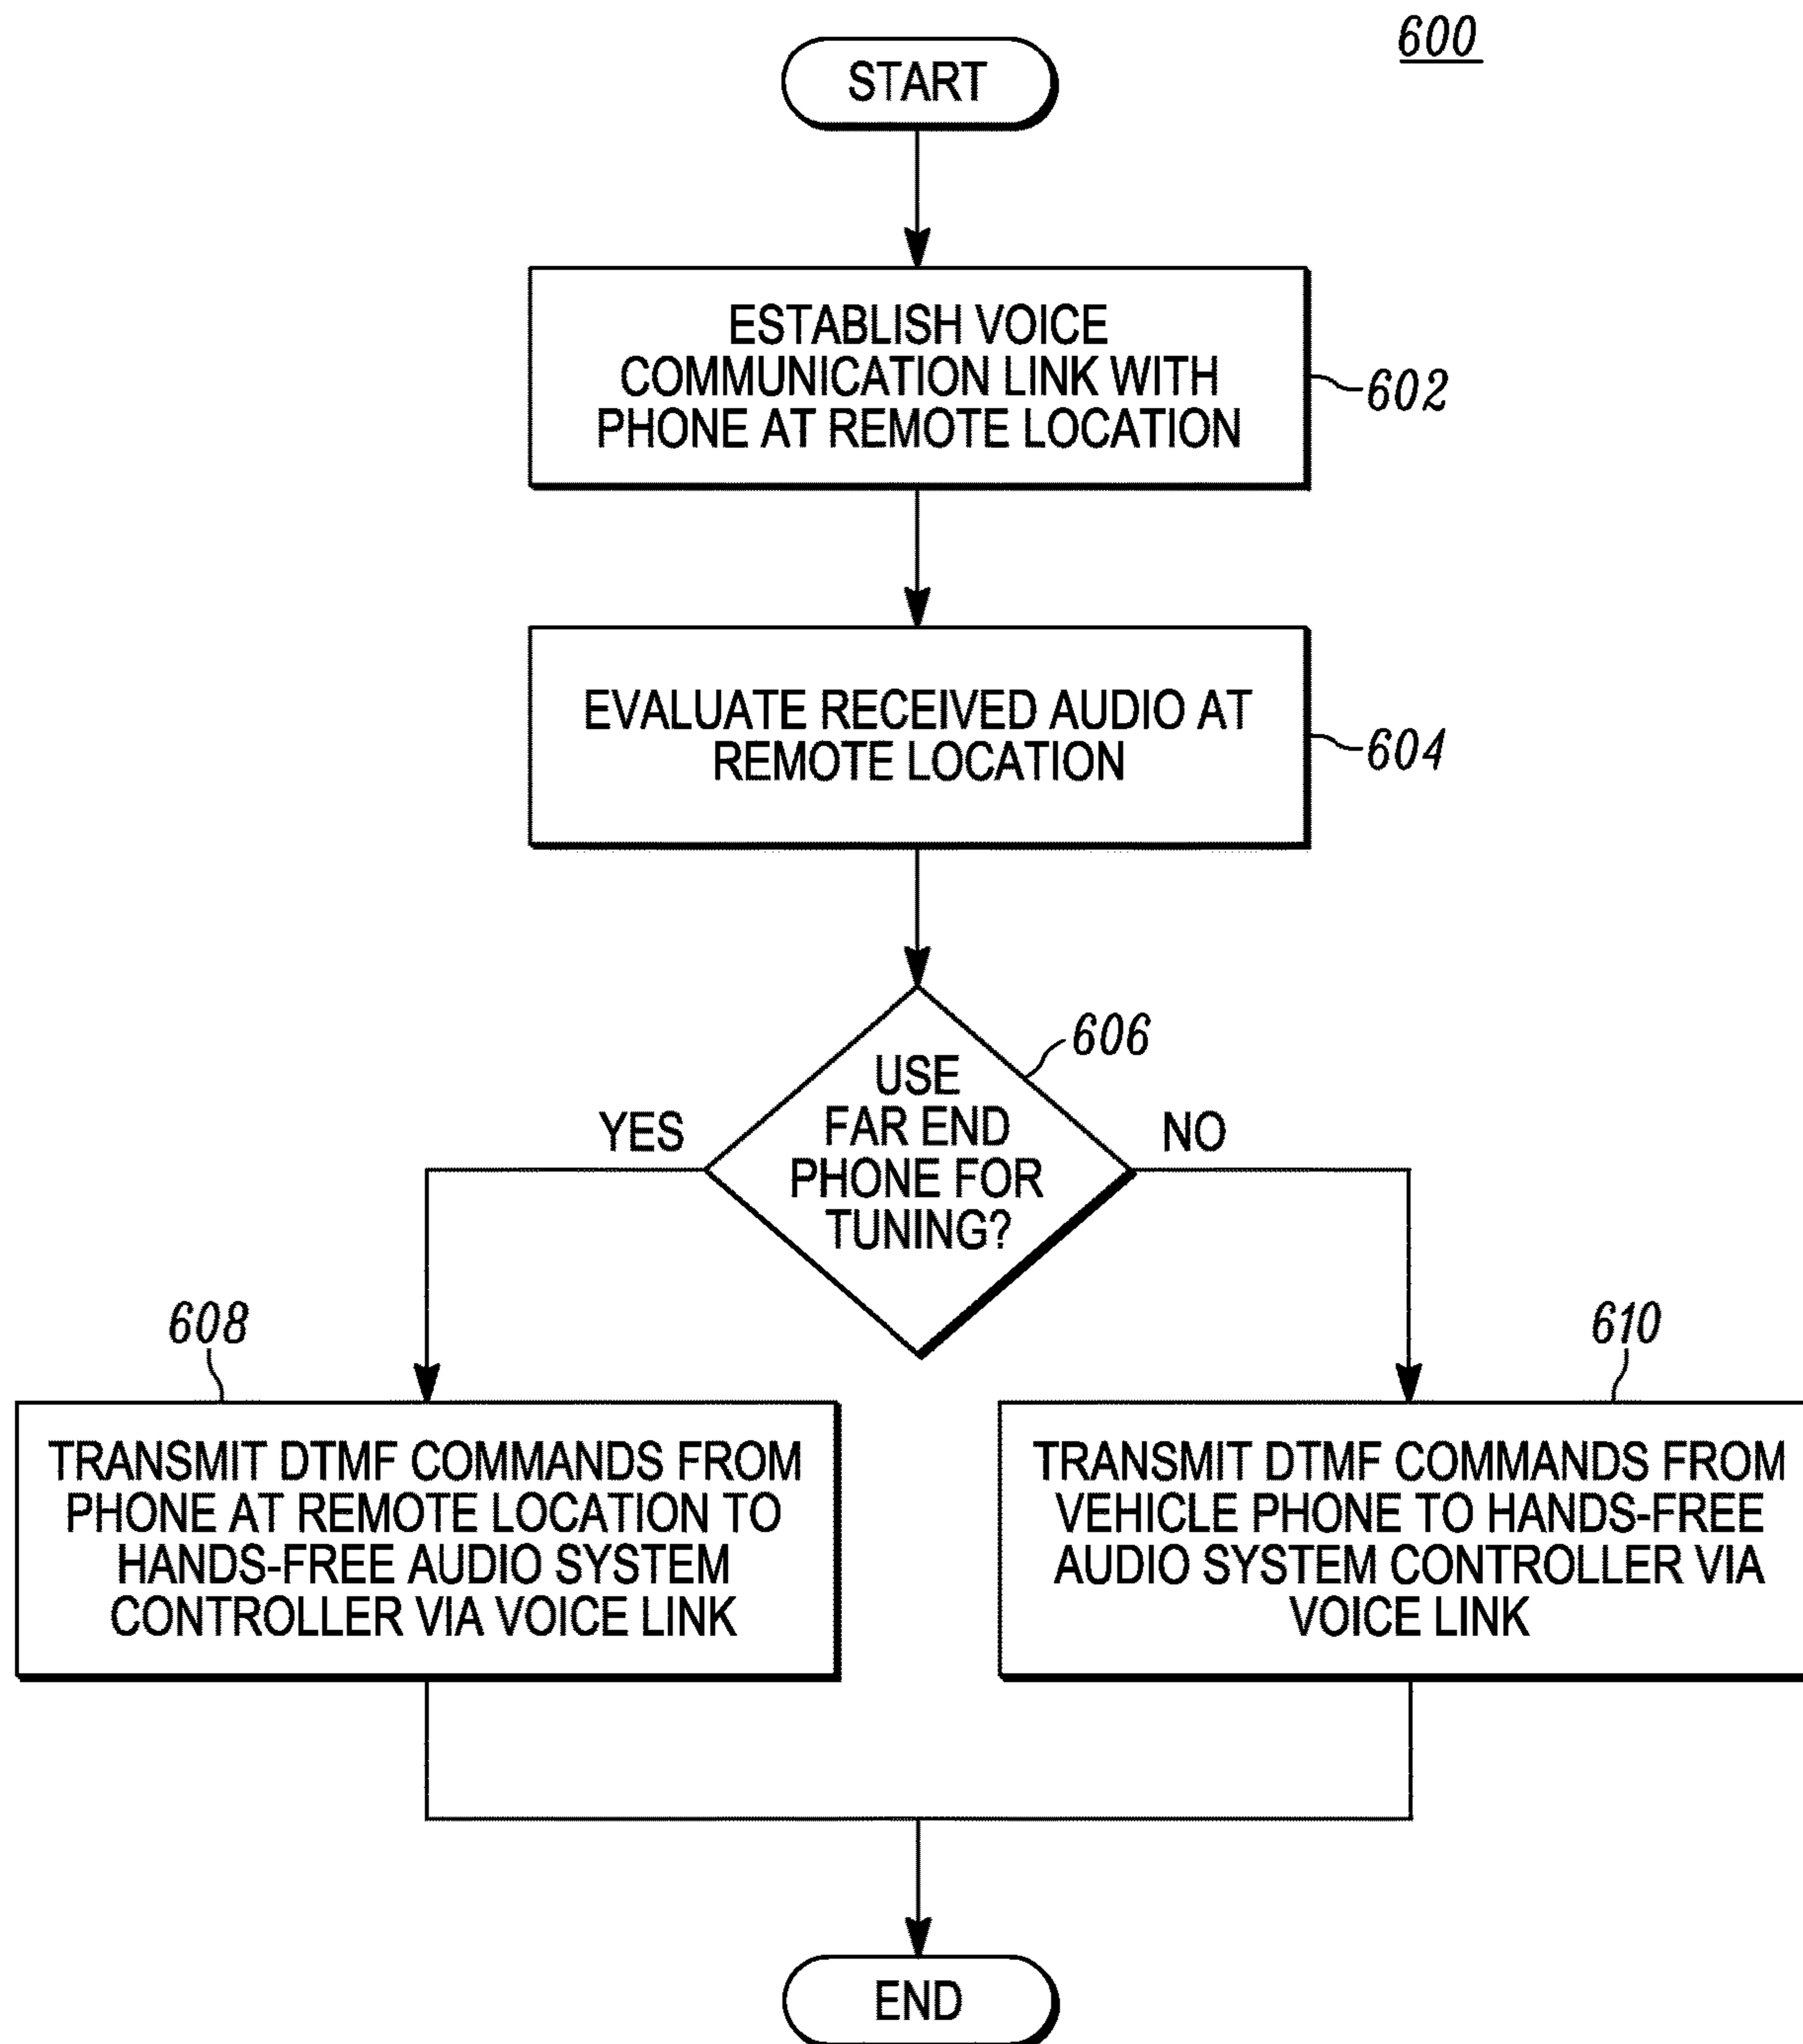 600
START
ESTABLISH VOICE
COMMUNICATION LINK WITH
PHONE AT REMOTE LOCATION
602
EVALUATE RECEIVED AUDIO AT
REMOTE LOCATION
604
606
USE
FAR END
PHONE FOR
TUNING?
YES
NO
608
TRANSMIT DTMF COMMANDS FROM
PHONE AT REMOTE LOCATION TO
HANDS-FREE AUDIO SYSTEM
CONTROLLER VIA VOICE LINK
610
TRANSMIT DTMF COMMANDS FROM
VEHICLE PHONE TO HANDS-FREE
AUDIO SYSTEM CONTROLLER VIA
VOICE LINK
END